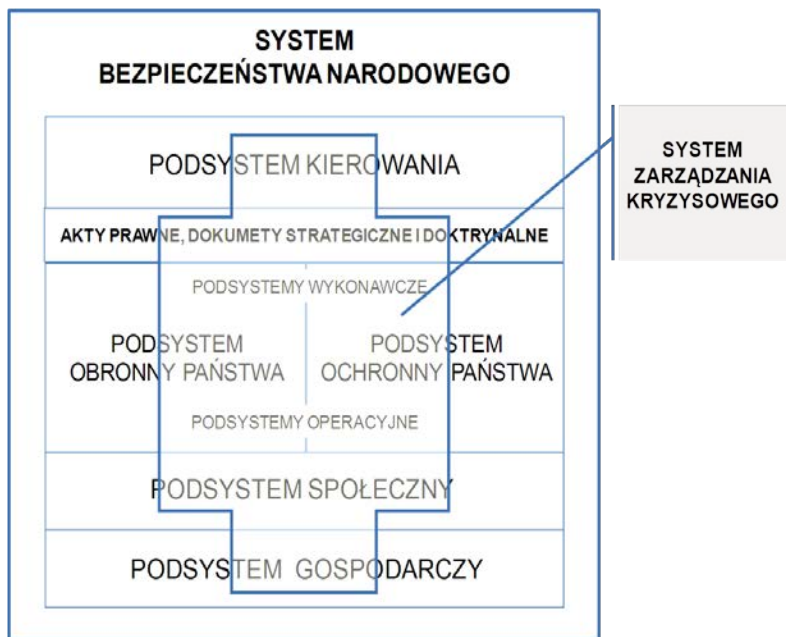 SYSTEM
BEZPIECZEŃSTWA NARODOWEGO
PODSYSTEM KIEROWANIA
AKTY PRAWNE, DOKUMETY STRATEGICZNE I DOKTRYNALNE
PODSYSTEMY WYKONAWCZE
PODSYSTEM
OBRONNY PAŃSTWA
PODSYSTEM
OCHRONNY PAŃSTWA
PODSYSTEMY OPERACYJNE
PODSYSTEM SPOŁECZNY
PODSYSTEM GOSPODARCZY
SYSTEM
ZARZĄDZANIA
KRYZYSOWEGO